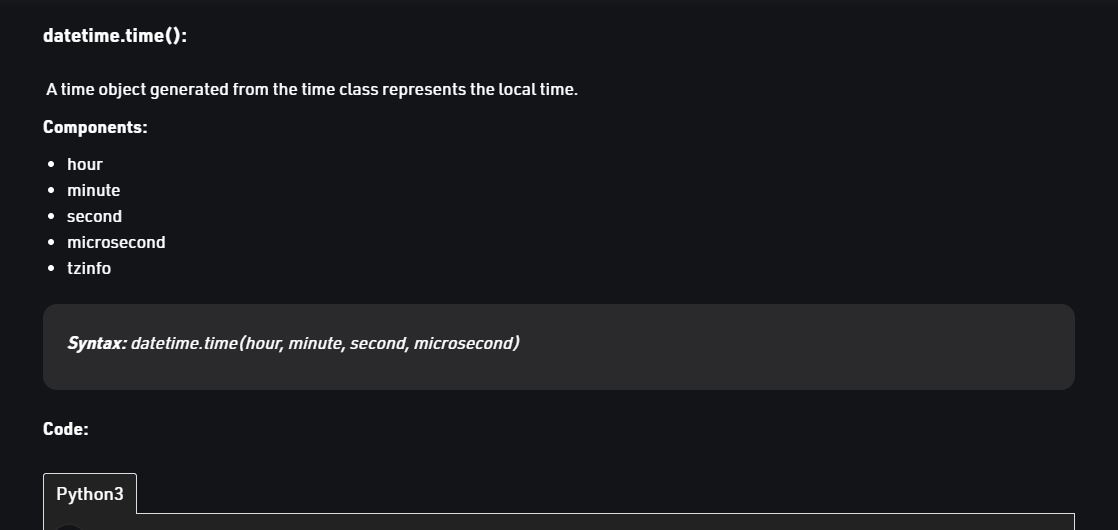 datetime.time():
A time object generated from the time class represents the local time.
Components:
hour
minute
second
microsecond
tzinfo
Syntax: datetime.time(hour, minute, second, microsecond)
Code:
Python3